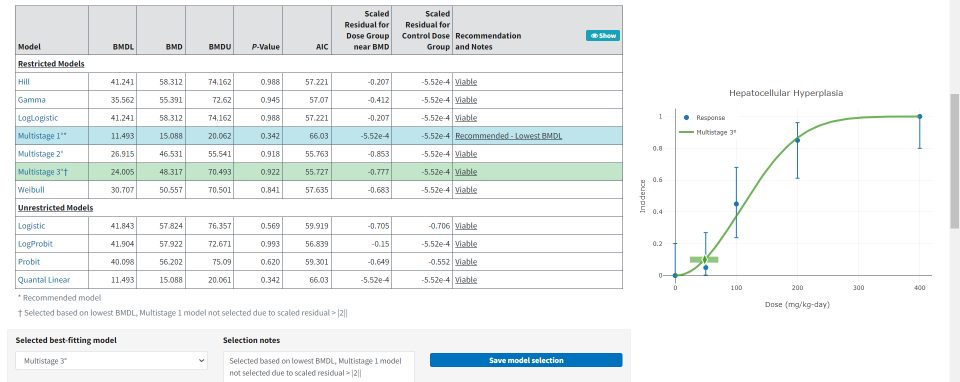 Model BMDL BMD BMDU P-Value AIC Scaled Residual for Dose Group near BMD Scaled Residual for Control Dose Group Recommendation and Notes Show
Restricted Models
Hill 41.241 58.312 74.162 0.988 57.221 -0.207 -5.52e-4 Viable
Gamma 35.562 55.391 72.62 0.945 57.07 -0.412 -5.52e-4 Viable
LogLogistic 41.241 58.312 74.162 0.988 57.221 -0.207 -5.52e-4 Viable
Multistage 1°* 11.493 15.088 20.062 0.342 66.03 -5.52e-4 -5.52e-4 Recommended - Lowest BMDL
Multistage 2° 26.915 46.531 55.541 0.918 55.763 -0.853 -5.52e-4 Viable
Multistage 3°† 24.005 48.317 70.493 0.922 55.727 -0.777 -5.52e-4 Viable
Weibull 30.707 50.557 70.501 0.841 57.635 -0.683 -5.52e-4 Viable
Unrestricted Models
Logistic 41.843 57.824 76.357 0.569 59.919 -0.705 -0.706 Viable
LogProbit 41.904 57.922 72.671 0.993 56.839 -0.15 -5.52e-4 Viable
Probit 40.098 56.202 75.09 0.620 59.301 -0.649 -0.552 Viable
Quantal Linear 11.493 15.088 20.061 0.342 66.03 -5.52e-4 -5.52e-4 Viable
* Recommended model
† Selected based on lowest BMDL, Multistage 1 model not selected due to scaled residual > |2||
Selected best-fitting model
Multistage 3°
Selection notes
Selected based on lowest BMDL, Multistage 1 model
not selected due to scaled residual > |2||
Save model selection
Hepatocellular Hyperplasia
Response
Multistage 3°
Incidence
1
0.8
0.6
0.4
0.2
0
0 100 200 300 400
Dose (mg/kg-day)